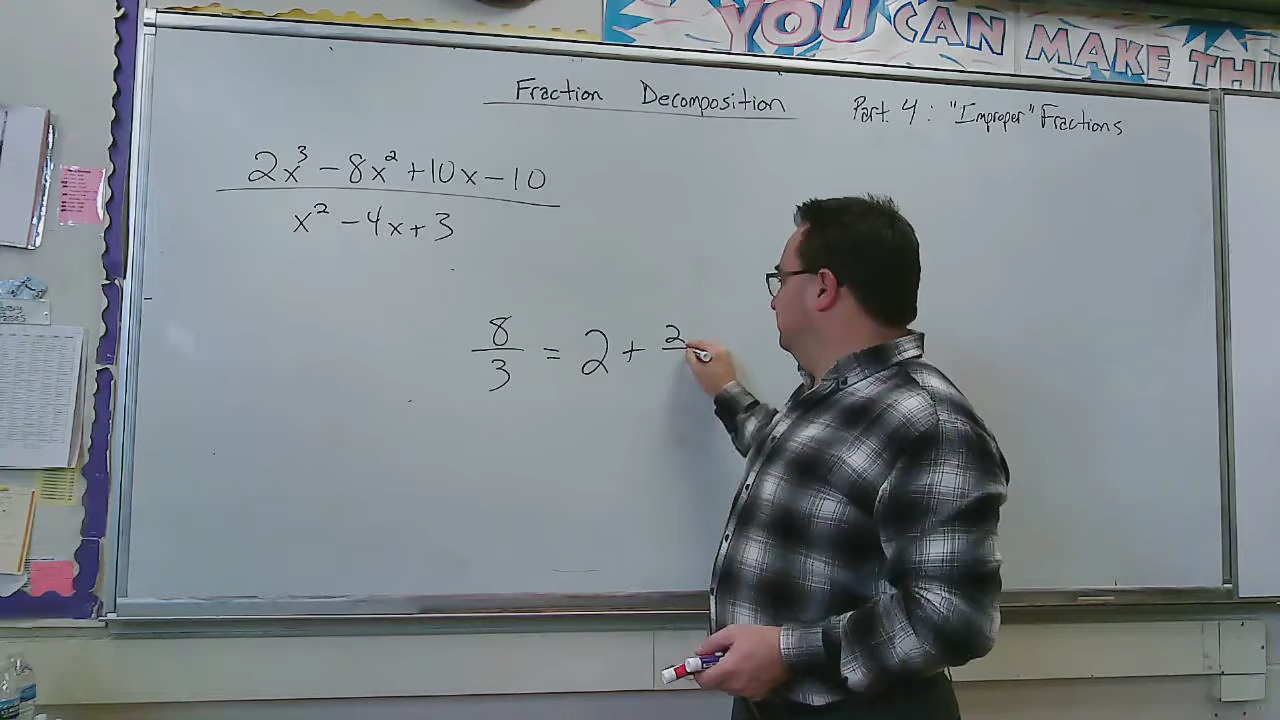 YOU CAN MAKE THI
Fraction Decomposition Part 4 : "Improper" Fractions
2x³ - 8x² + 10x - 10
x² - 4x + 3
8/3 = 2 + 2/